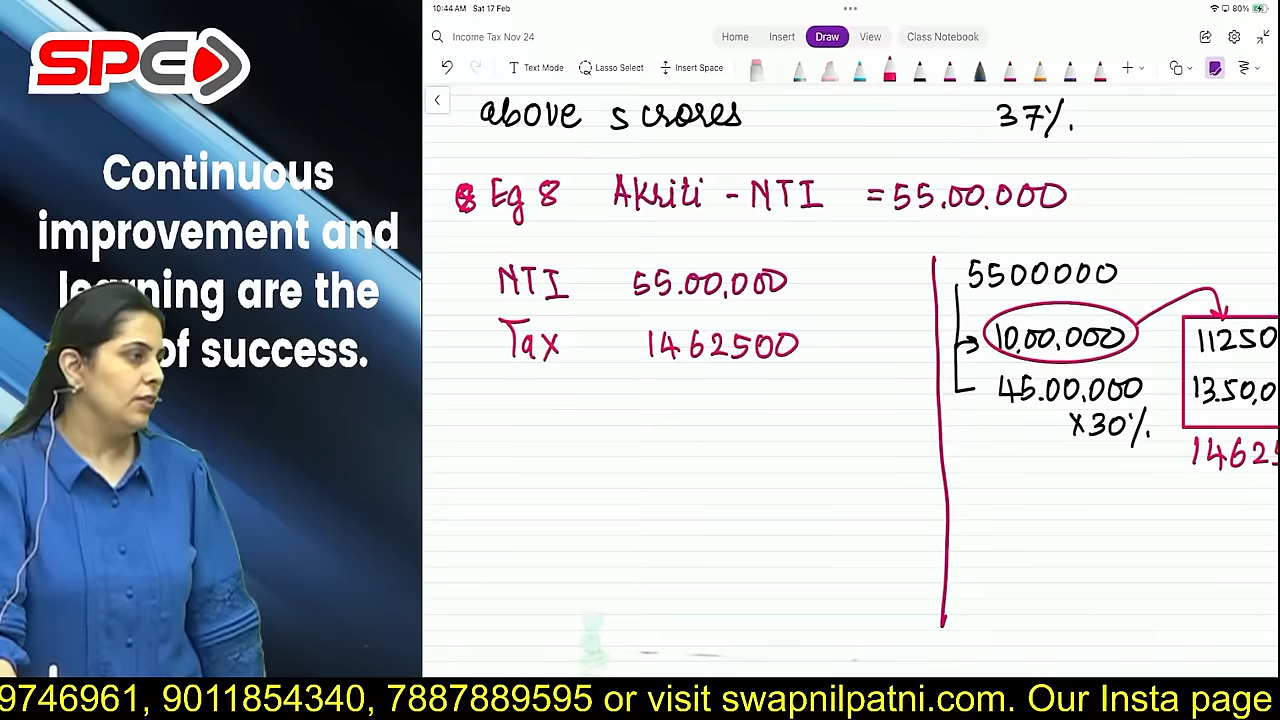 SPC
Continuous
improvement and
learning are the
of success.
10:44 AM Sat 17 Feb
80%
Income Tax Nov 24
Home Insert Draw View Class Notebook
Text Mode Lasso Select Insert Space
above 5 crores 37%.
Eg 8 Akriti - NTI = 55.00.000
NTI 55.00,000
Tax 1462500
5500000
10,00,000
45.00,000
x30%.
11250
13.50,0
1462
9746961, 9011854340, 7887889595 or visit swapnilpatni.com. Our Insta page